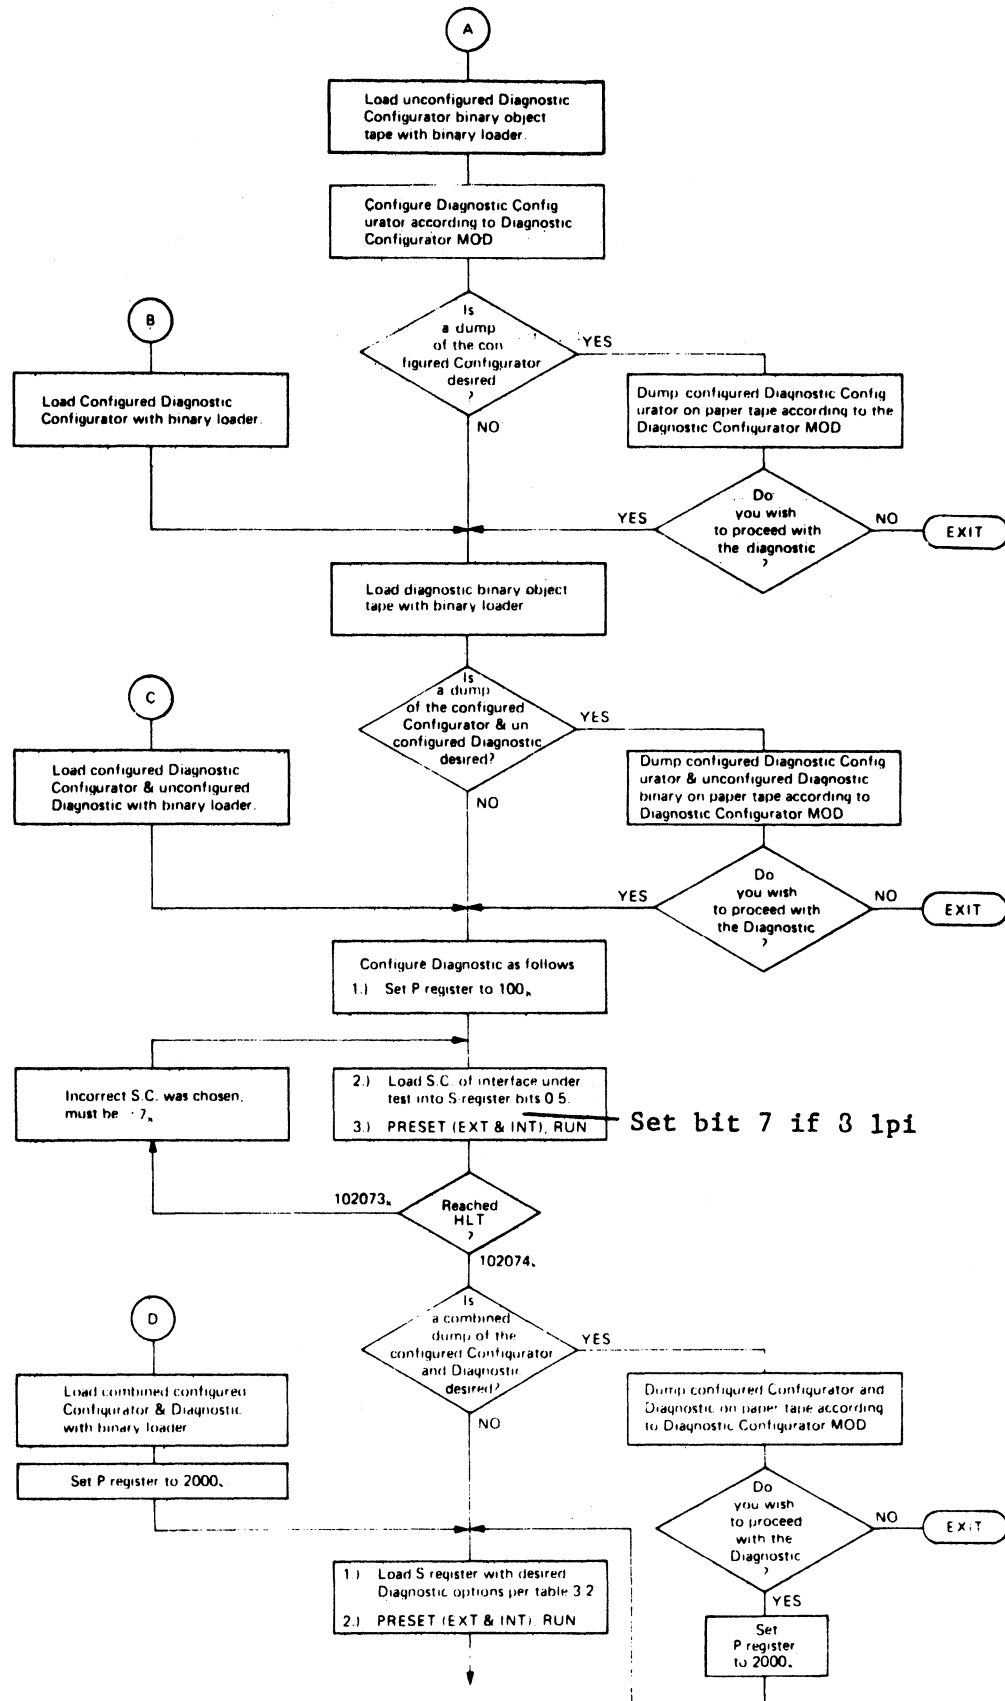 A
Load unconfigured Diagnostic
Configurator binary object
tape with binary loader.
Configure Diagnostic Config
urator according to Diagnostic
Configurator MOD
Is
a dump
of the con
figured Configurator
desired
?
YES
NO
B
Load Configured Diagnostic
Configurator with binary loader.
Dump configured Diagnostic Config
urator on paper tape according to the
Diagnostic Configurator MOD
Do
you wish
to proceed with
the diagnostic
?
YES
NO
EXIT
Load diagnostic binary object
tape with binary loader
Is
a dump
of the configured
Configurator & un
configured Diagnostic
desired?
YES
NO
C
Load configured Diagnostic
Configurator & unconfigured
Diagnostic with binary loader.
Dump configured Diagnostic Config
urator & unconfigured Diagnostic
binary on paper tape according to
Diagnostic Configurator MOD
Do
you wish
to proceed with
the Diagnostic
?
YES
NO
EXIT
Configure Diagnostic as follows
1.) Set P register to 100₈
Incorrect S.C. was chosen,
must be 7₈
2.) Load S.C. of interface under
test into S-register bits 0 5.
3.) PRESET (EXT & INT), RUN
Set bit 7 if 8 lpi
102073₈
Reached
HLT
?
102074₈
Is
a combined
dump of the
configured Configurator
and Diagnostic
desired?
YES
NO
D
Load combined configured
Configurator & Diagnostic
with binary loader
Set P register to 2000₈
Dump configured Configurator and
Diagnostic on paper tape according
to Diagnostic Configurator MOD
Do
you wish
to proceed
with the
Diagnostic
?
NO
EXIT
YES
Set
P register
to 2000₈
1.) Load S register with desired
Diagnostic options per table 3 2
2.) PRESET (EXT & INT), RUN